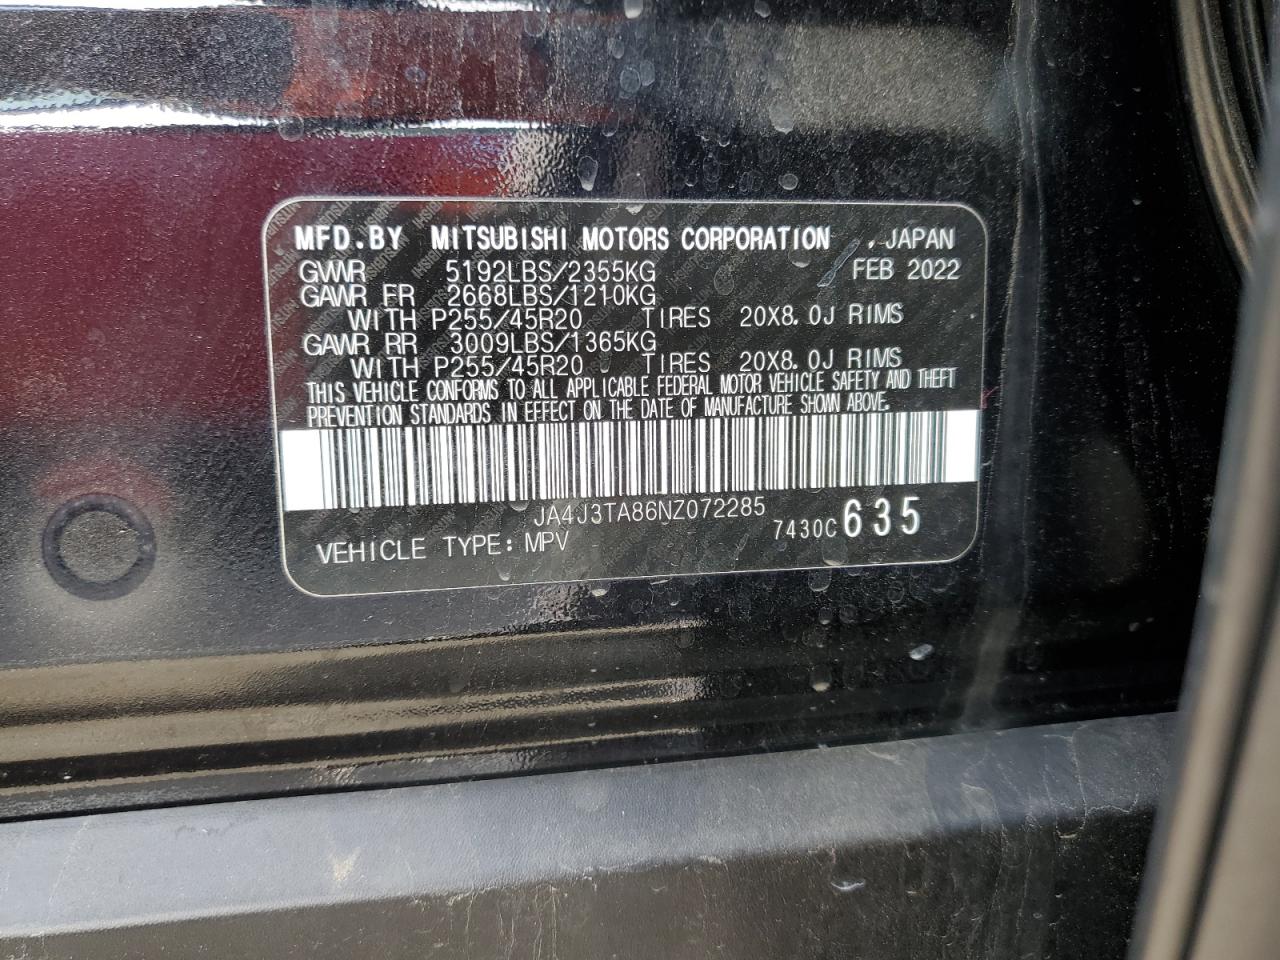 MFD.BY MITSUBISHI MOTORS CORPORATION , JAPAN
GVWR 5192LBS/2355KG FEB 2022
GAWR FR 2668LBS/1210KG
WITH P255/45R20 TIRES 20X8.0J RIMS
GAWR RR 3009LBS/1365KG
WITH P255/45R20 TIRES 20X8.0J RIMS
THIS VEHICLE CONFORMS TO ALL APPLICABLE FEDERAL MOTOR VEHICLE SAFETY AND THEFT
PREVENTION STANDARDS IN EFFECT ON THE DATE OF MANUFACTURE SHOWN ABOVE.
JA4J3TA86NZ072285
7430C 635
VEHICLE TYPE: MPV